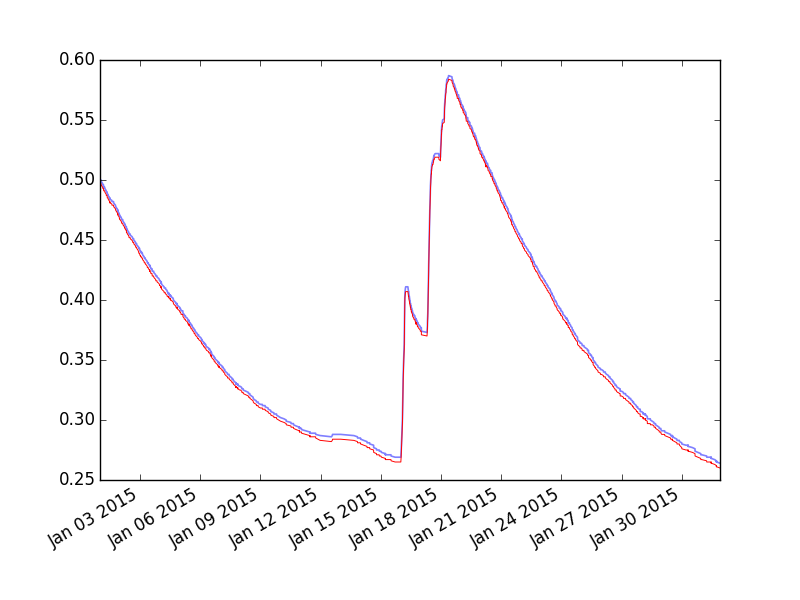 0.60
0.55
0.50
0.45
0.40
0.35
0.30
0.25
Jan 03 2015
Jan 06 2015
Jan 09 2015
Jan 12 2015
Jan 15 2015
Jan 18 2015
Jan 21 2015
Jan 24 2015
Jan 27 2015
Jan 30 2015